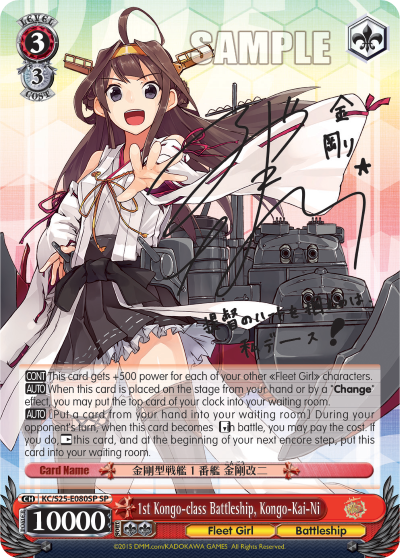 LEVEL
3
SAMPLE
3
COST
金
剛
提督のハートを掴むのは、
私デース!
CONT This card gets +500 power for each of your other «Fleet Girl» characters.
AUTO When this card is placed on the stage from your hand or by a "Change"
effect, you may put the top card of your clock into your waiting room.
AUTO [Put a card from your hand into your waiting room] During your
opponent's turn, when this card becomes in battle, you may pay the cost. If
you do, this card, and at the beginning of your next encore step, put this
card into your waiting room.
Card Name
金剛型戦艦1番艦 金剛改二
CH KC/S25-E080SP SP
1st Kongo-class Battleship, Kongo-Kai-Ni
POWER
10000
SOUL
Fleet Girl
Battleship
©2015 DMM.com/KADOKAWA GAMES All Rights Reserved.